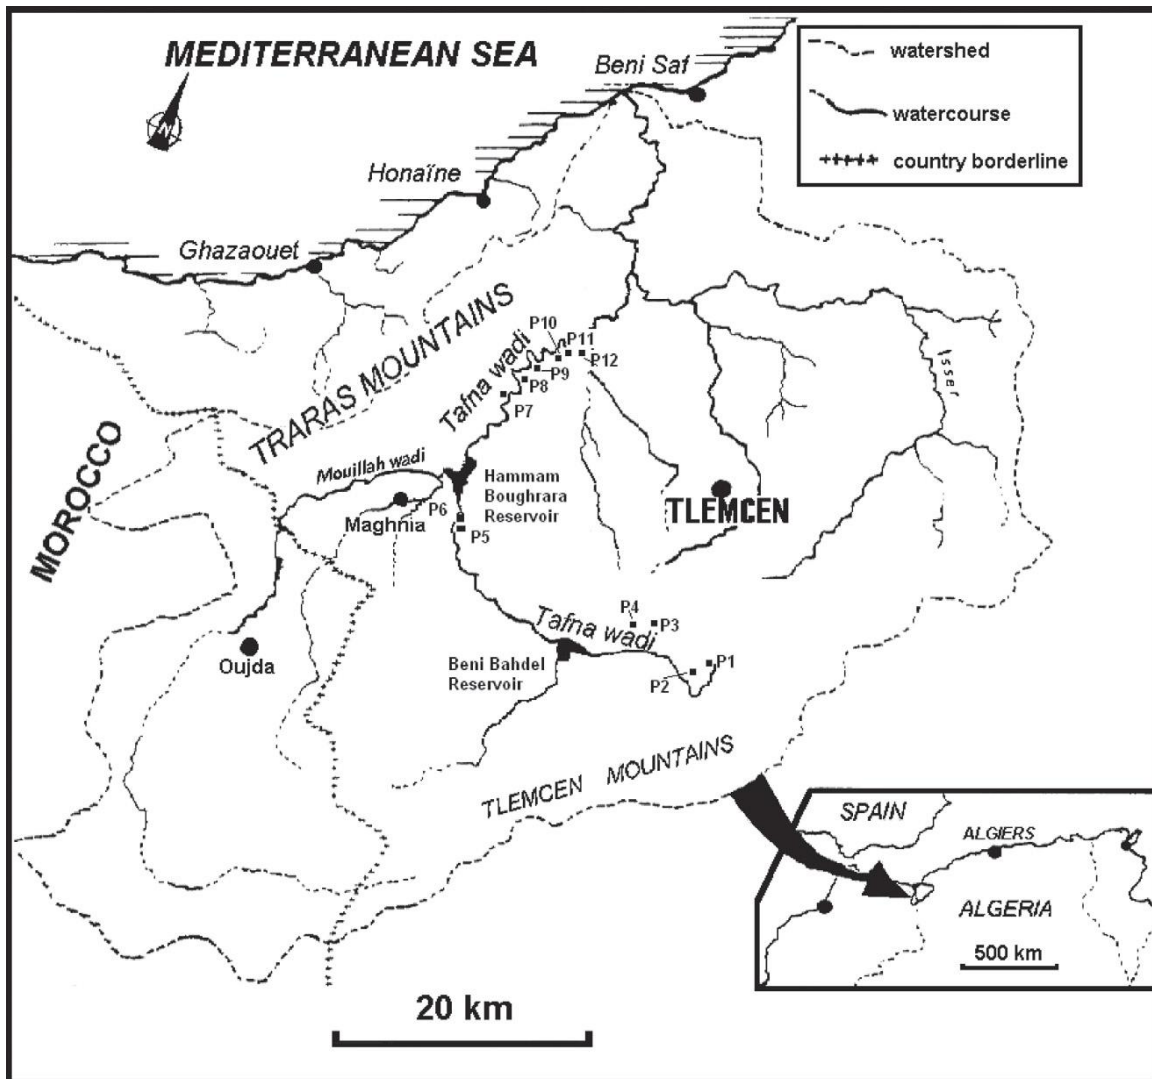 MEDITERRANEAN SEA
Beni Saf
watershed
watercourse
country borderline
N
Honaïne
Ghazaouet
TRARAS MOUNTAINS
Tafna wadi
P10
P11
P12
P9
P8
P7
Isser
MOROCCO
Mouillah wadi
Hammam
Boughrara
Reservoir
P6
Maghnia
P5
TLEMCEN
Oujda
Tafna wadi
P4
P3
P1
P2
Beni Bahdel
Reservoir
TLEMCEN MOUNTAINS
SPAIN
ALGIERS
ALGERIA
500 km
20 km